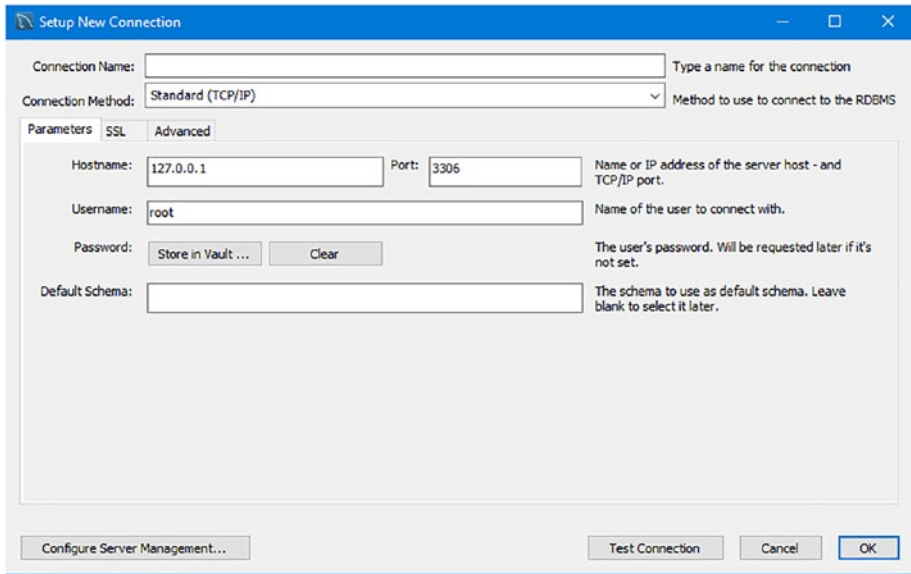 Setup New Connection
Connection Name:
Type a name for the connection
Connection Method:
Standard (TCP/IP)
Method to use to connect to the RDBMS
Parameters
SSL
Advanced
Hostname:
127.0.0.1
Port:
3306
Name or IP address of the server host - and
TCP/IP port.
Username:
root
Name of the user to connect with.
Password:
Store in Vault ...
Clear
The user's password. Will be requested later if it's
not set.
Default Schema:
The schema to use as default schema. Leave
blank to select it later.
Configure Server Management...
Test Connection
Cancel
OK